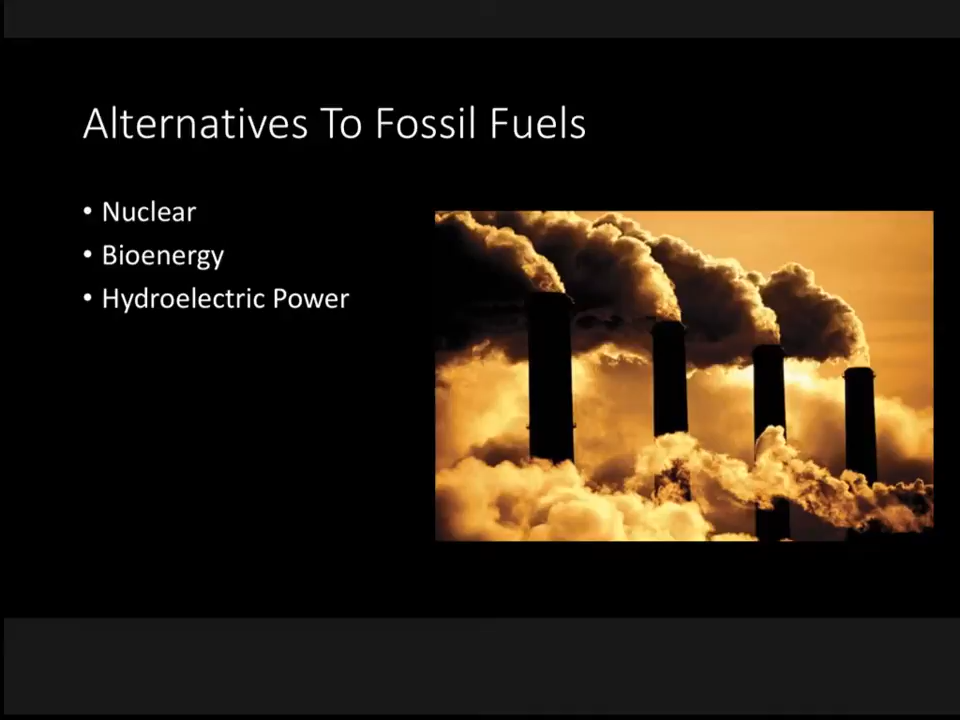 Alternatives To Fossil Fuels
• Nuclear
• Bioenergy
• Hydroelectric Power